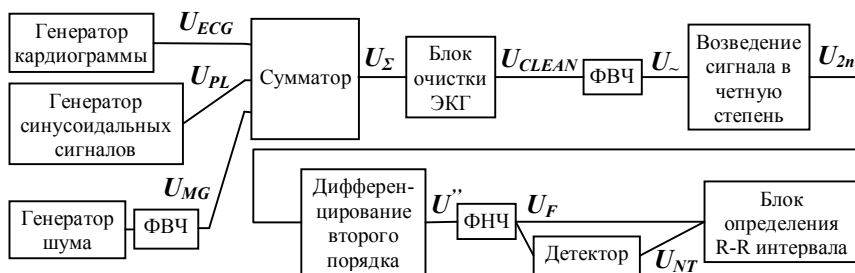 Генератор
кардиограммы
U_ECG
Генератор
синусоидальных
сигналов
U_PL
Генератор
шума
ФВЧ
U_MG
Сумматор
U_Σ
Блок
очистки
ЭКГ
U_CLEAN
ФВЧ
U_~
Возведение
сигнала в
четную
степень
U_2n
Дифферен-
цирование
второго
порядка
U’’
ФНЧ
U_F
Детектор
U_NT
Блок
определения
R-R интервала